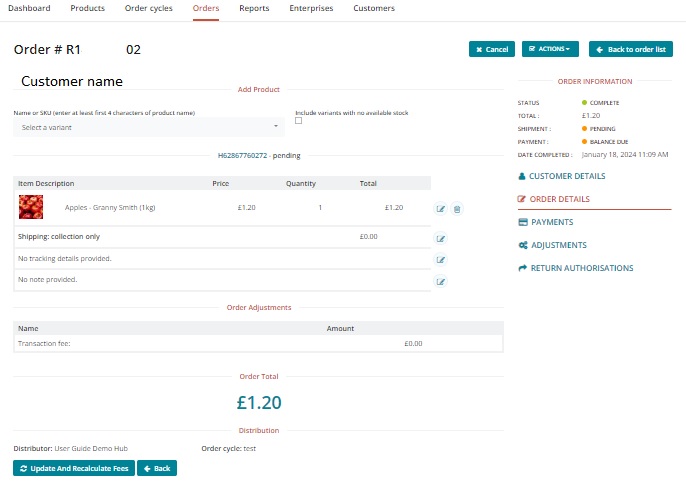 Dashboard Products Order cycles Orders Reports Enterprises Customers
Order # R1 02
Cancel ACTIONS Back to order list
Customer name
Add Product
Name or SKU (enter at least first 4 characters of product name) Include variants with no available stock
Select a variant
H62867760272 - pending
Item Description Price Quantity Total
Apples - Granny Smith (1kg) £1.20 1 £1.20
Shipping: collection only £0.00
No tracking details provided.
No note provided.
Order Adjustments
Name Amount
Transaction fee: £0.00
Order Total
£1.20
Distribution
Distributor: User Guide Demo Hub Order cycle: test
Update And Recalculate Fees Back
ORDER INFORMATION
STATUS COMPLETE
TOTAL : £1.20
SHIPMENT : PENDING
PAYMENT : BALANCE DUE
DATE COMPLETED : January 18, 2024 11:09 AM
CUSTOMER DETAILS
ORDER DETAILS
PAYMENTS
ADJUSTMENTS
RETURN AUTHORISATIONS